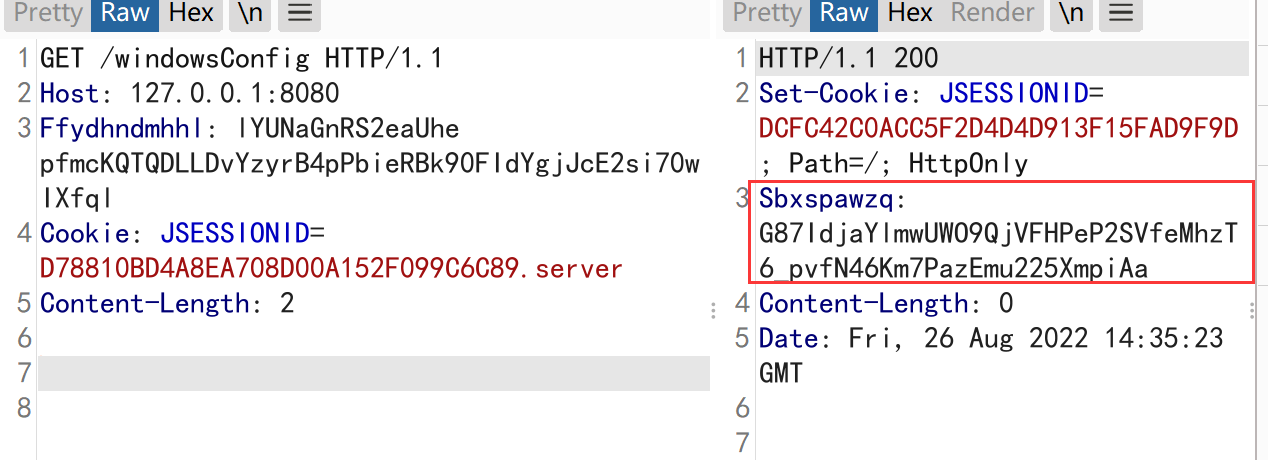 Pretty Raw Hex \n
1 GET /windowsConfig HTTP/1.1
2 Host: 127.0.0.1:8080
3 Ffydhndmhhl: lYUNaGnRS2eaUhe
pfmcKQTQDLLDvYzyrB4pPbieRBk90FIdYgjJcE2si70w
lXfql
4 Cookie: JSESSIONID=
D78810BD4A8EA708D00A152F099C6C89.server
5 Content-Length: 2
6
7
8
Pretty Raw Hex Render \n
1 HTTP/1.1 200
2 Set-Cookie: JSESSIONID=
DCFC42C0ACC5F2D4D4D913F15FAD9F9D
; Path=/; HttpOnly
3 Sbxspawzq:
G87IdjaYlmwUWO9QjVFHPeP2SVfeMhzT
6_pvfN46Km7PazEmu225XmpiAa
4 Content-Length: 0
5 Date: Fri, 26 Aug 2022 14:35:23
GMT
6
7